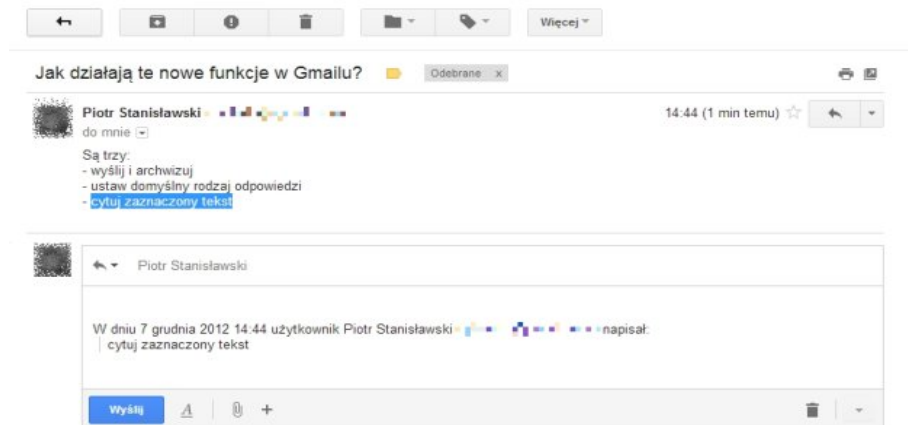 Więcej
Jak działają te nowe funkcje w Gmailu? Odebrane x
Piotr Stanisławski 14:44 (1 min temu)
do mnie
Są trzy:
- wyślij i archwizuj
- ustaw domyślny rodzaj odpowiedzi
- cytuj zaznaczony tekst
Piotr Stanisławski
W dniu 7 grudnia 2012 14:44 użytkownik Piotr Stanisławski napisał:
cytuj zaznaczony tekst
Wyślij A